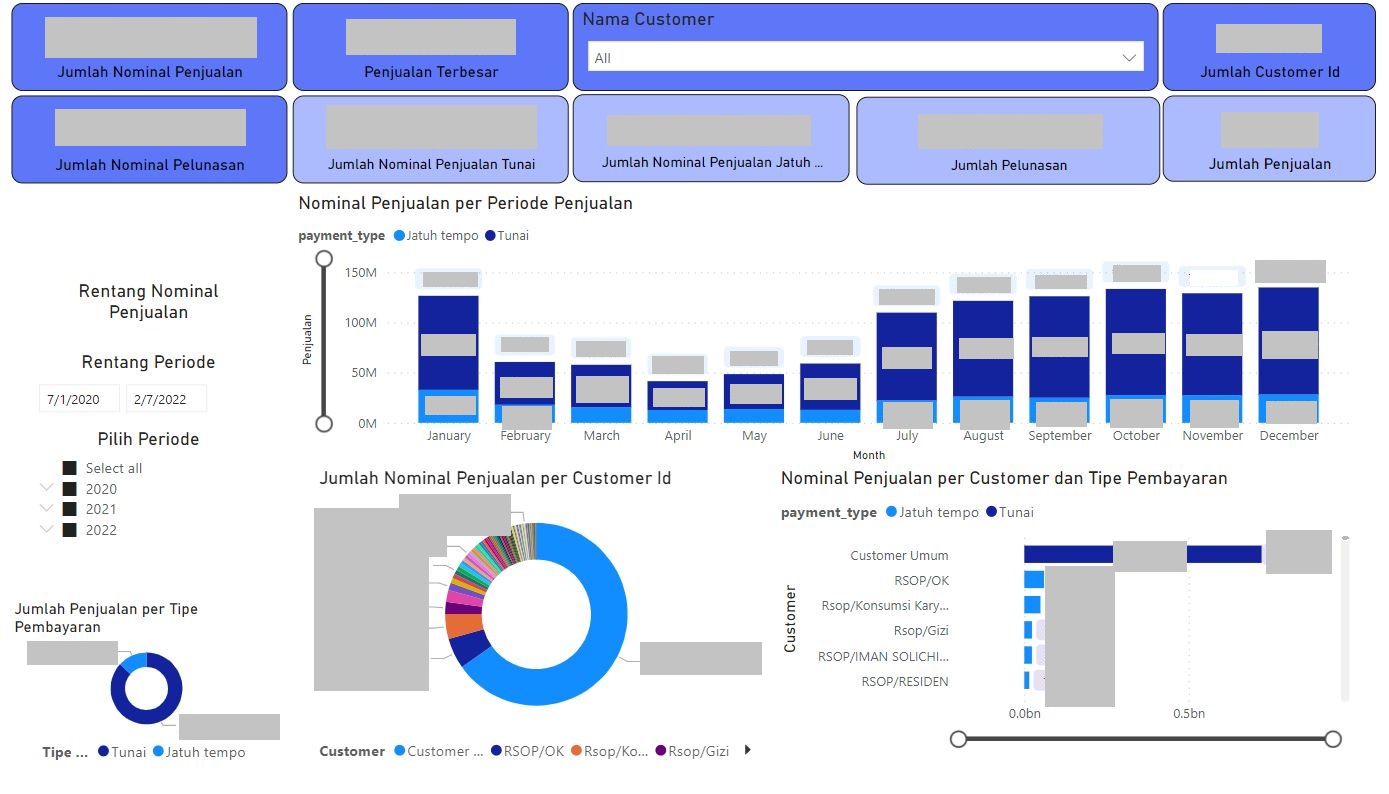 Jumlah Nominal Penjualan
Penjualan Terbesar
Nama Customer
All
Jumlah Customer Id
Jumlah Nominal Pelunasan
Jumlah Nominal Penjualan Tunai
Jumlah Nominal Penjualan Jatuh ...
Jumlah Pelunasan
Jumlah Penjualan
Nominal Penjualan per Periode Penjualan
payment_type Jatuh tempo Tunai
Rentang Nominal
Penjualan
Rentang Periode
7/1/2020 2/7/2022
Pilih Periode
Select all
2020
2021
2022
Penjualan
150M
100M
50M
0M
January February March April May June July August September October November December
Month
Jumlah Nominal Penjualan per Customer Id
Customer Customer ... RSOP/OK Rsop/Ko... Rsop/Gizi
Nominal Penjualan per Customer dan Tipe Pembayaran
payment_type Jatuh tempo Tunai
Customer
Customer Umum
RSOP/OK
Rsop/Konsumsi Kary...
Rsop/Gizi
RSOP/IMAN SOLICHI...
RSOP/RESIDEN
0.0bn 0.5bn
Jumlah Penjualan per Tipe
Pembayaran
Tipe ... Tunai Jatuh tempo